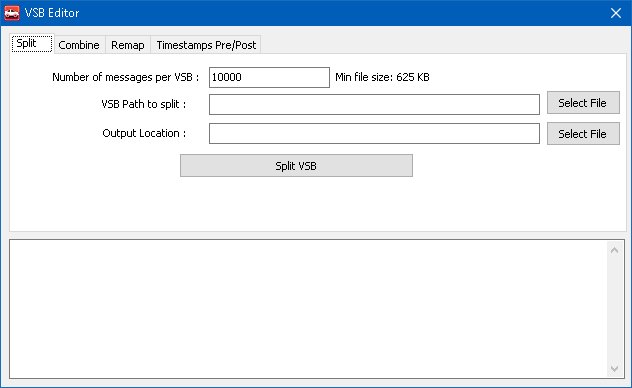 VSB Editor
Split Combine Remap Timestamps Pre/Post
Number of messages per VSB : 10000 Min file size: 625 KB
VSB Path to split : Select File
Output Location : Select File
Split VSB